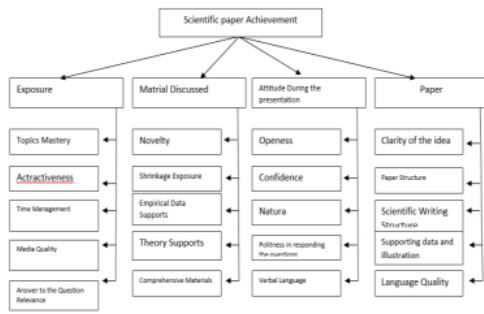 Scientific paper Achievement
Exposure
Topics Mastery
Actractiveness
Time Management
Media Quality
Answer to the Question
Relevance
Matrial Discussed
Novelty
Shrinkage Exposure
Empirical Data
Supports
Theory Supports
Comprehensive Materials
Attitude During the
presentation
Openess
Confidence
Natura
Politness in responding
the questions
Verbal Language
Paper
Clarity of the idea
Paper Structure
Scientific Writing
Structure
Supporting data and
illustration
Language Quality